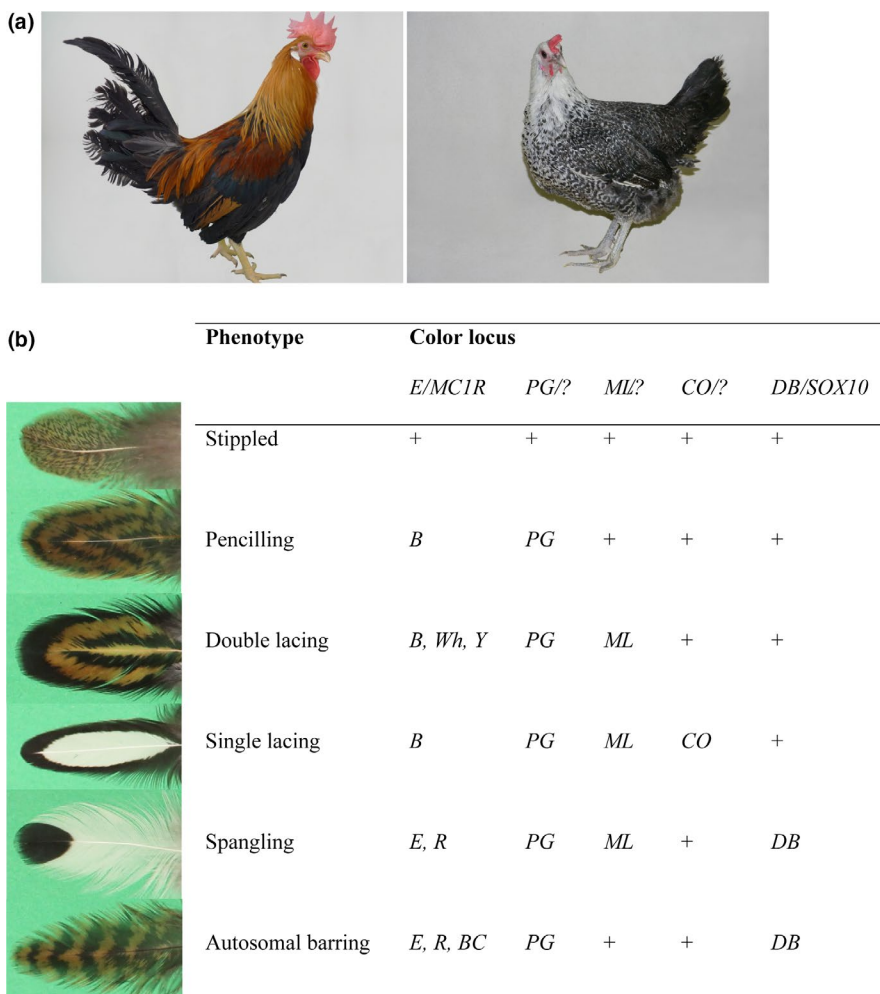 (a)
(b)
Phenotype Color locus
E/MC1R PG/? ML/? CO/? DB/SOX10
Stippled + + + + +
Pencilling B PG + + +
Double lacing B, Wh, Y PG ML + +
Single lacing B PG ML CO +
Spangling E, R PG ML + DB
Autosomal barring E, R, BC PG + + DB